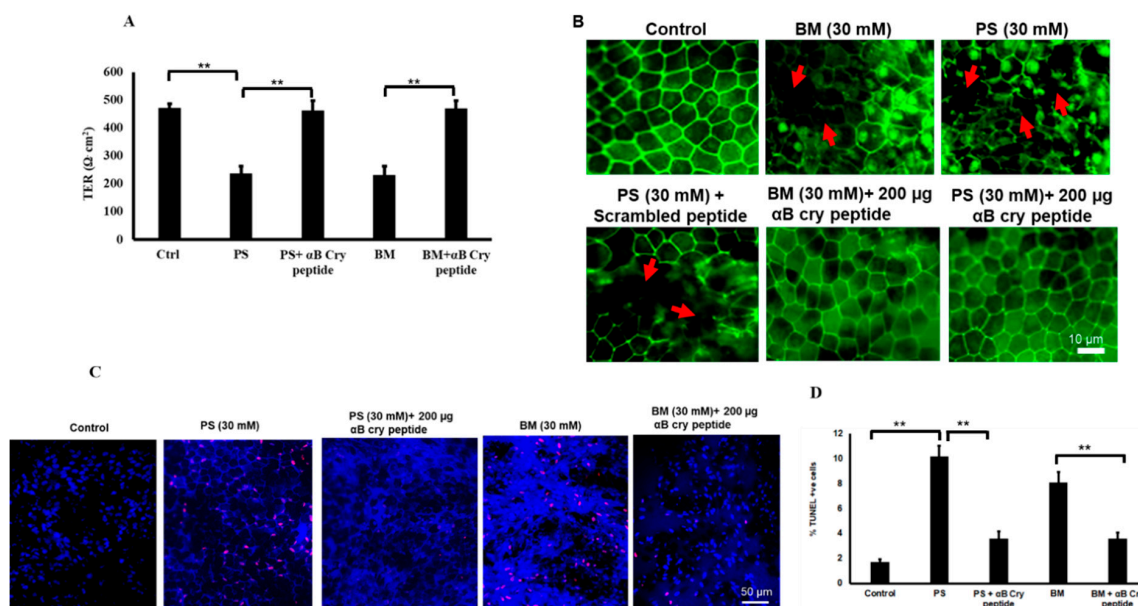 A
TER (Ω· cm²)
600
500
400
300
200
100
0
**
**
**
Ctrl
PS
PS+ αB Cry
peptide
BM
BM+αB Cry
peptide
B
Control
BM (30 mM)
PS (30 mM)
PS (30 mM) +
Scrambled peptide
BM (30 mM)+ 200 µg
αB cry peptide
PS (30 mM)+ 200 µg
αB cry peptide
10 µm
C
Control
PS (30 mM)
PS (30 mM)+ 200 µg
αB cry peptide
BM (30 mM)
BM (30 mM)+ 200 µg
αB cry peptide
50 µm
D
% TUNEL +ve cells
12
10
8
6
4
2
0
**
**
**
Control
PS
PS + αB Cry
peptide
BM
BM + αB Cry
peptide